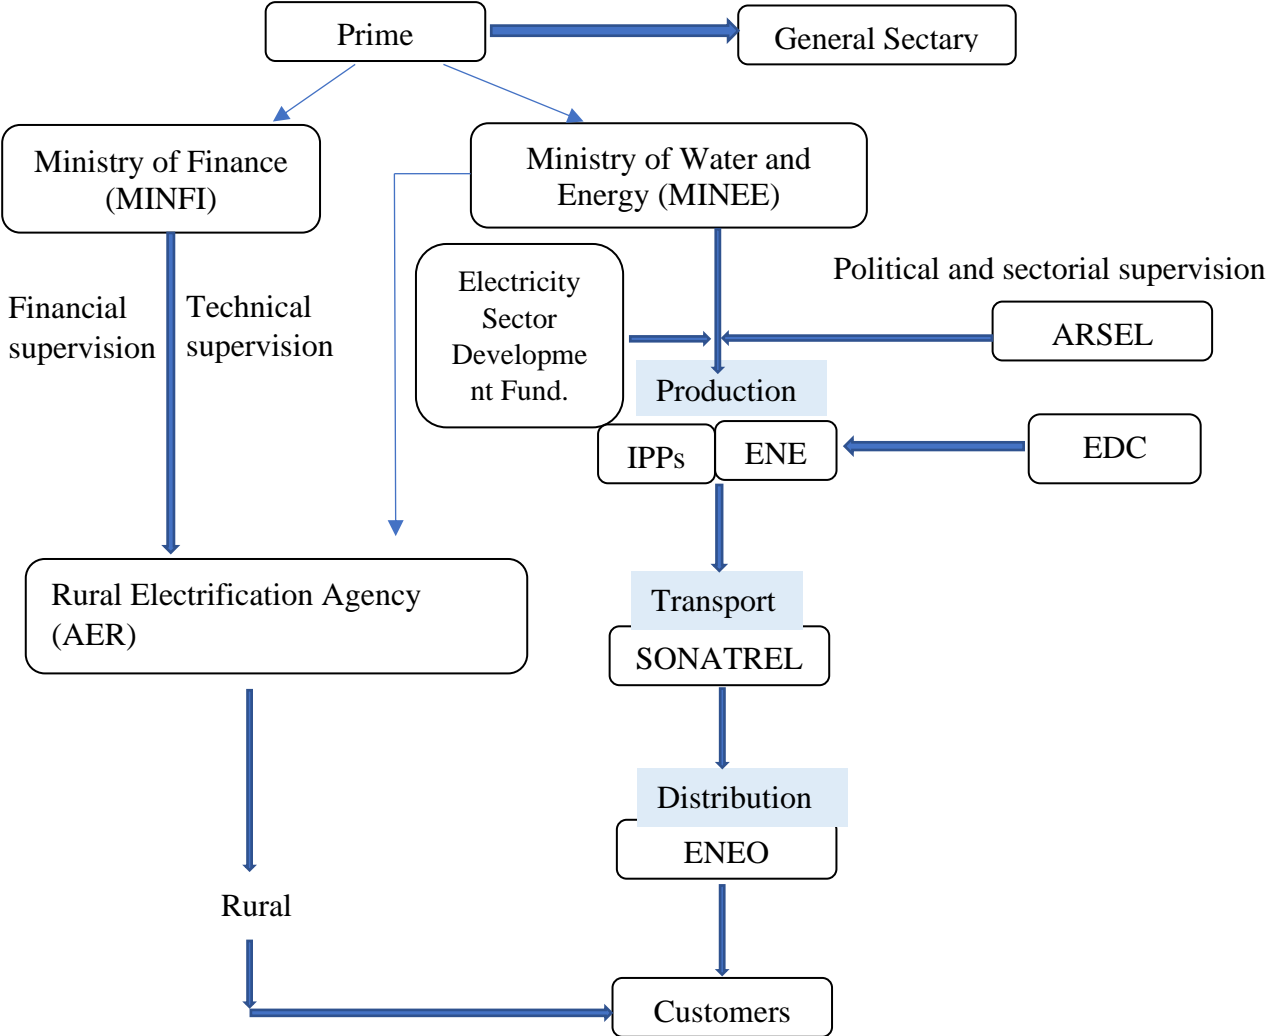 Prime
General Sectary
Ministry of Finance
(MINFI)
Ministry of Water and
Energy (MINEE)
Electricity
Sector
Developme
nt Fund.
Political and sectorial supervision
Financial
supervision
Technical
supervision
ARSEL
Production
IPPs
ENE
EDC
Rural Electrification Agency
(AER)
Transport
SONATREL
Distribution
ENEO
Rural
Customers